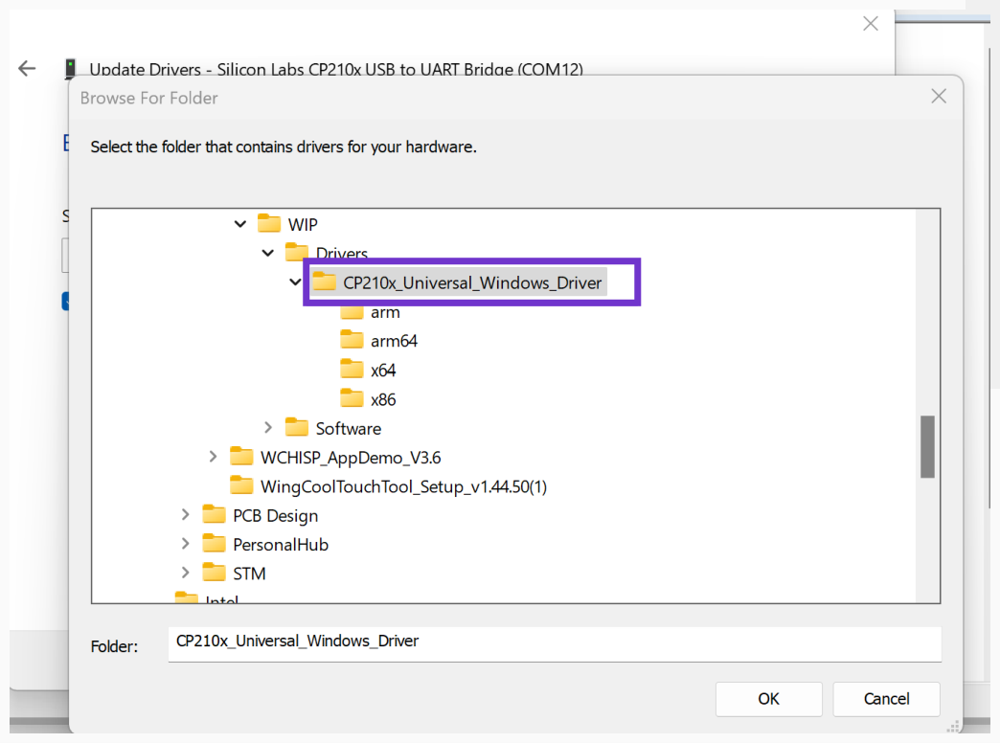 Update Drivers - Silicon Labs CP210x USB to UART Bridge (COM12)
Browse For Folder
Select the folder that contains drivers for your hardware.
WIP
Drivers
CP210x_Universal_Windows_Driver
arm
arm64
x64
x86
Software
WCHISP_AppDemo_V3.6
WingCoolTouchTool_Setup_v1.44.50(1)
PCB Design
PersonalHub
STM
Intel
Folder: CP210x_Universal_Windows_Driver
OK Cancel